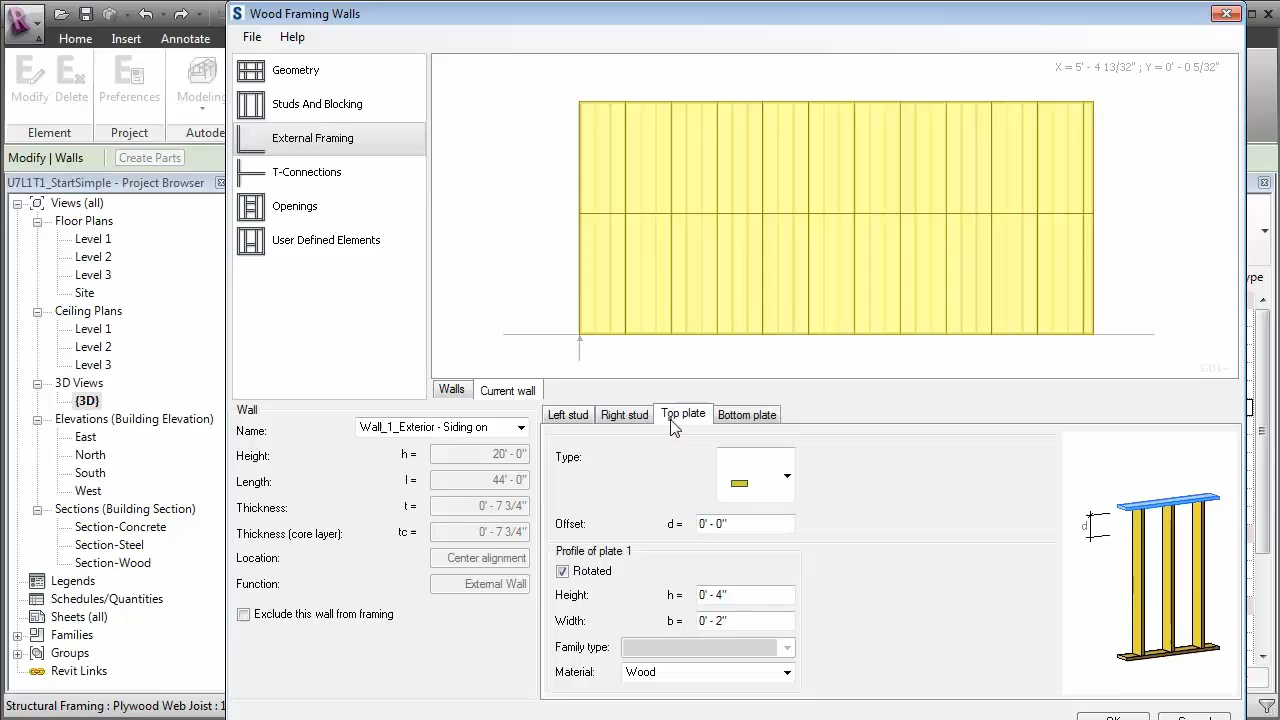 Wood Framing Walls
File Help
Home Insert Annotate
Modify Delete Preferences Modeling
Element Project
Modify | Walls Create Parts
U7L1T1_StartSimple - Project Browser
Views (all)
Floor Plans
Level 1
Level 2
Level 3
Site
Ceiling Plans
Level 1
Level 2
Level 3
3D Views
{3D}
Elevations (Building Elevation)
East
North
South
West
Sections (Building Section)
Section-Concrete
Section-Steel
Section-Wood
Legends
Schedules/Quantities
Sheets (all)
Families
Groups
Revit Links
Structural Framing : Plywood Web Joist : 1
Geometry
Studs And Blocking
External Framing
T-Connections
Openings
User Defined Elements
X = 5' - 4 13/32" ; Y = 0' - 0 5/32"
Walls Current wall
Wall
Name: Wall_1_Exterior - Siding on
Height: h = 20' - 0"
Length: l = 44' - 0"
Thickness: t = 0' - 7 3/4"
Thickness (core layer): tc = 0' - 7 3/4"
Location: Center alignment
Function: External Wall
Exclude this wall from framing
Left stud Right stud Top plate Bottom plate
Type:
Offset: d = 0' - 0"
Profile of plate 1
Rotated
Height: h = 0' - 4"
Width: b = 0' - 2"
Family type:
Material: Wood
d